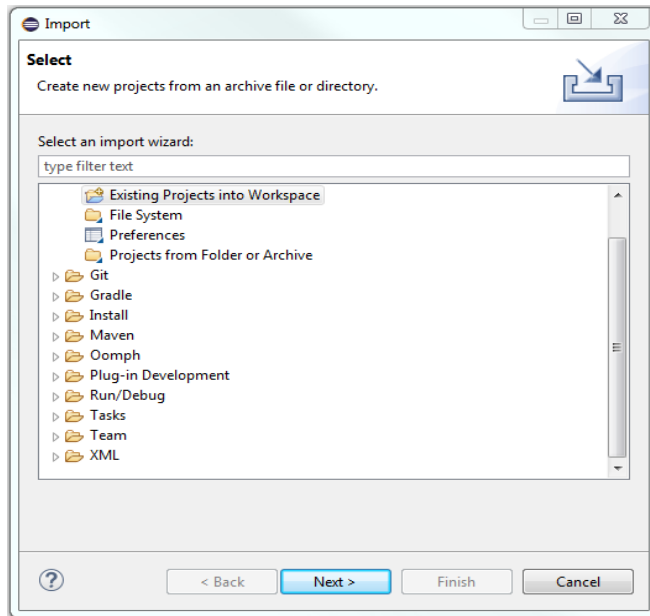 Import
Select
Create new projects from an archive file or directory.
Select an import wizard:
type filter text
Existing Projects into Workspace
File System
Preferences
Projects from Folder or Archive
Git
Gradle
Install
Maven
Oomph
Plug-in Development
Run/Debug
Tasks
Team
XML
?
< Back Next > Finish Cancel